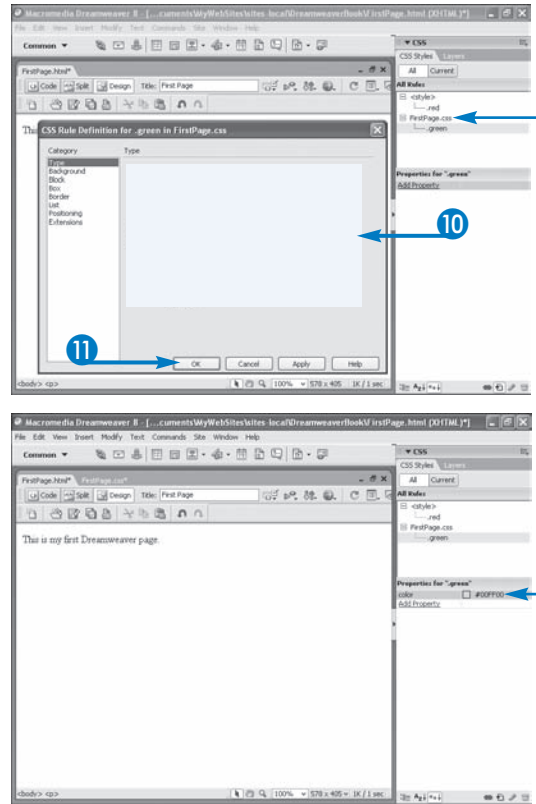 Macromedia Dreamweaver 8 - [...cuments\MyWebSites\sites-local\DreamweaverBook\FirstPage.html (XHTML)*]
File Edit View Insert Modify Text Commands Site Window Help
Common
CSS
CSS Styles Layers
All Current
FirstPage.html*
Code Split Design Title: First Page
All Rules
<style>
.red
FirstPage.css
.green
This
CSS Rule Definition for .green in FirstPage.css
Category Type
Type
Background
Block
Box
Border
List
Positioning
Extensions
Properties for ".green"
Add Property
10
11
OK Cancel Apply Help
<body> <p> 100% 578 x 405 1K / 1 sec
Macromedia Dreamweaver 8 - [...cuments\MyWebSites\sites-local\DreamweaverBook\FirstPage.html (XHTML)*]
File Edit View Insert Modify Text Commands Site Window Help
Common
CSS
CSS Styles Layers
All Current
FirstPage.html* FirstPage.css*
Code Split Design Title: First Page
All Rules
<style>
.red
FirstPage.css
.green
This is my first Dreamweaver page.
Properties for ".green"
color #00FF00
Add Property
<body> <p> 100% 578 x 405 1K / 1 sec